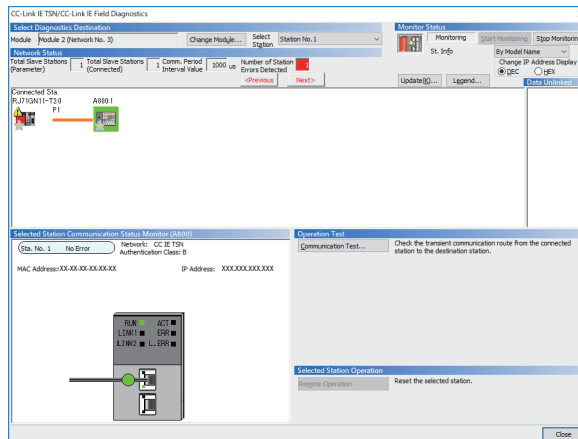 CC-Link IE TSN/CC-Link IE Field Diagnostics
Select Diagnostics Destination
Module Module 2 (Network No. 3) Change Module... Select Station Station No. 1
Monitor Status
Monitoring Start Monitoring Stop Monitoring
Network Status
Total Slave Stations (Parameter) 1 Total Slave Stations (Connected) 1 Comm. Period Interval Value 1000 us Number of Station Errors Detected 1
<Previous Next>
St. Info By Model Name
Change IP Address Display
DEC HEX
Update(K)... Legend...
Data Unlinked
Connected Sta.
RJ71GN11-T2:0 A800:1
P1
Selected Station Communication Status Monitor (A800)
Sta. No. 1 No Error
Network: CC IE TSN
Authentication Class: B
MAC Address: XX-XX-XX-XX-XX-XX IP Address: XXX.XXX.XXX.XXX
RUN ACT
LINK1 ERR
LINK2 L.ERR
Operation Test
Communication Test... Check the transient communication route from the connected station to the destination station.
Selected Station Operation
Remote Operation Reset the selected station.
Close